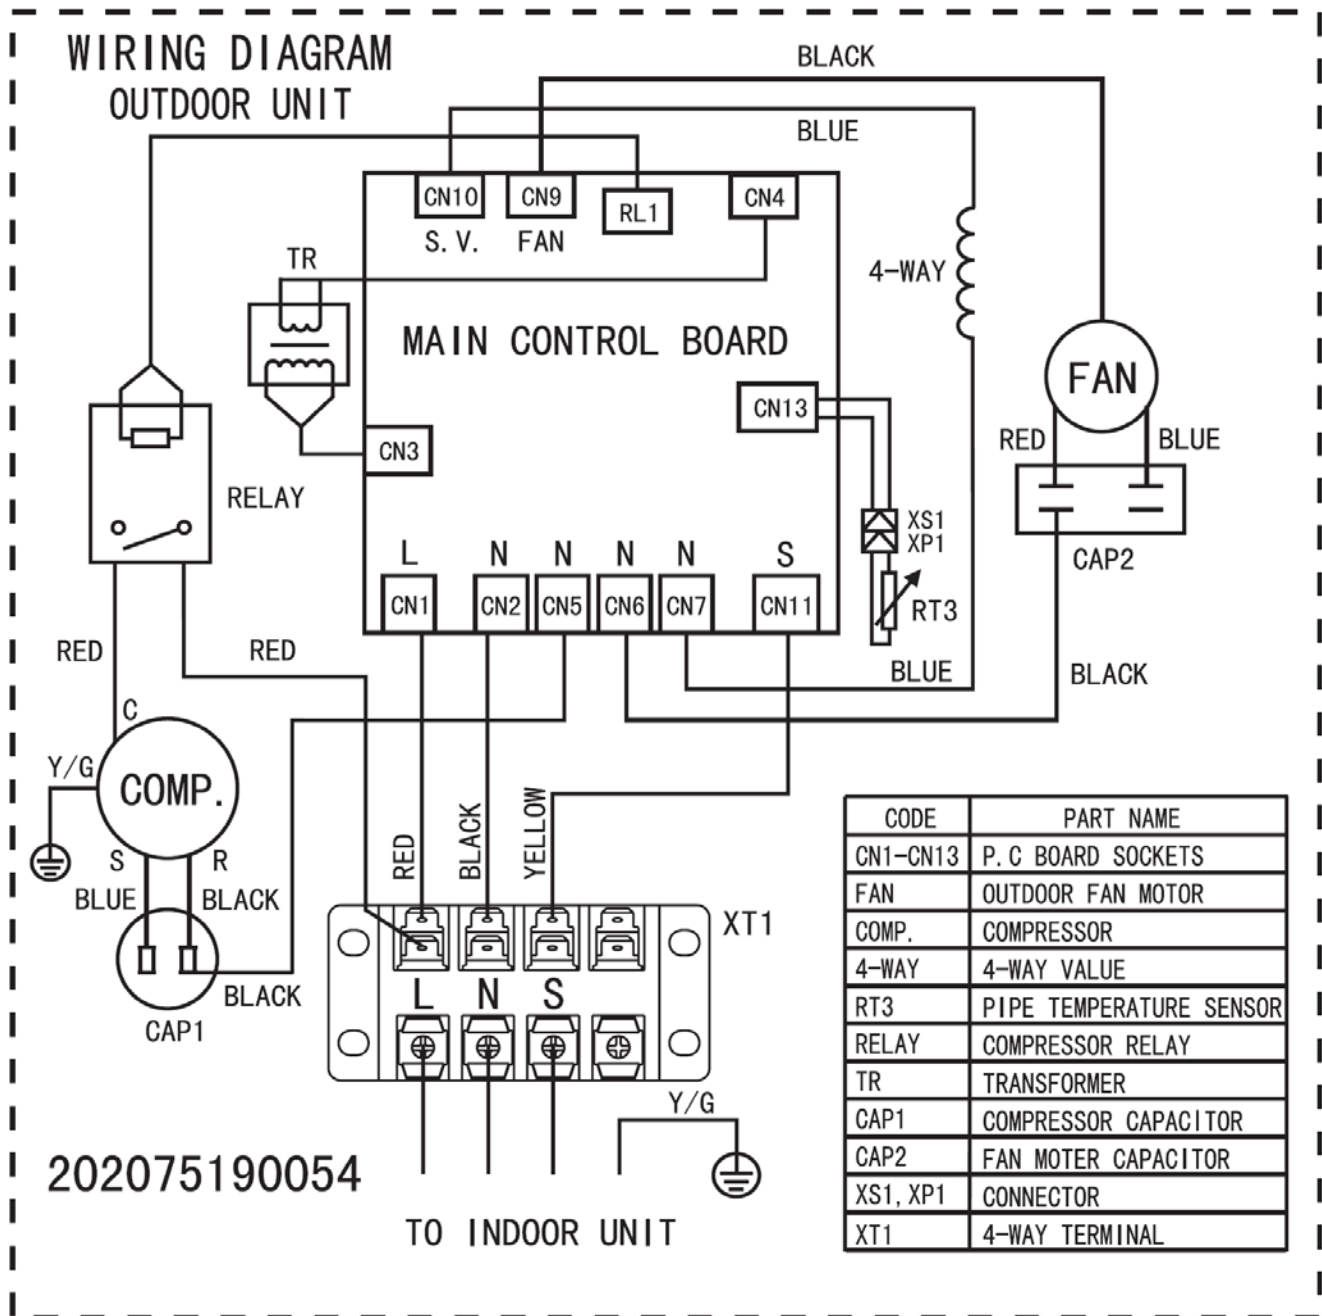 WIRING DIAGRAM
OUTDOOR UNIT
BLACK
BLUE
CN10
CN9
RL1
CN4
S.V.
FAN
TR
4-WAY
MAIN CONTROL BOARD
FAN
CN13
RED
BLUE
CN3
RELAY
XS1
XP1
CAP2
L
N
N
N
N
S
CN1
CN2
CN5
CN6
CN7
CN11
RT3
RED
RED
BLUE
BLACK
C
Y/G
COMP.
S
R
BLUE
BLACK
RED
BLACK
YELLOW
XT1
BLACK
CAP1
L
N
S
Y/G
202075190054
TO INDOOR UNIT
CODE PART NAME
CN1-CN13 P.C BOARD SOCKETS
FAN OUTDOOR FAN MOTOR
COMP. COMPRESSOR
4-WAY 4-WAY VALUE
RT3 PIPE TEMPERATURE SENSOR
RELAY COMPRESSOR RELAY
TR TRANSFORMER
CAP1 COMPRESSOR CAPACITOR
CAP2 FAN MOTER CAPACITOR
XS1,XP1 CONNECTOR
XT1 4-WAY TERMINAL